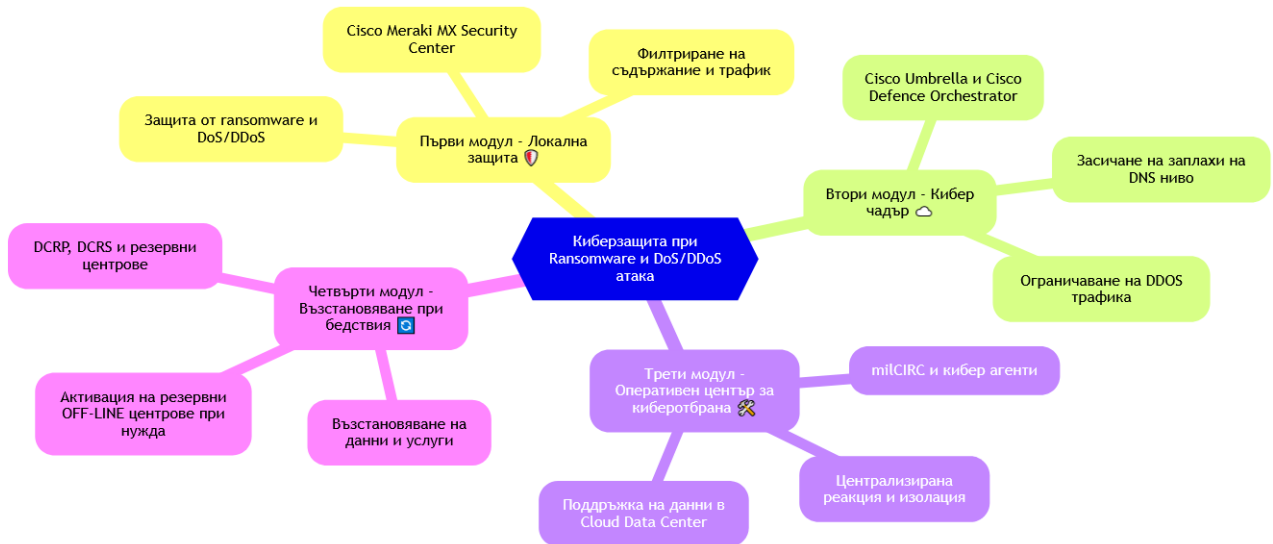 Киберзащита при
Ransomware и DoS/DDoS
атака
Първи модул - Локална
защита 🛡️
Защита от ransomware и
DoS/DDoS
Cisco Meraki MX Security
Center
Филтриране на
съдържание и трафик
Втори модул - Кибер
чадър ☁️
Cisco Umbrella и Cisco
Defence Orchestrator
Засичане на заплахи на
DNS ниво
Ограничаване на DDOS
трафика
Трети модул -
Оперативен център за
киберотбрана 🛠️
milCIRC и кибер агенти
Централизирана
реакция и изолация
Поддръжка на данни в
Cloud Data Center
Четвърти модул -
Възстановяване при
бедствия 🔄
DCRP, DCRS и резервни
центрове
Активация на резервни
OFF-LINE центрове при
нужда
Възстановяване на
данни и услуги